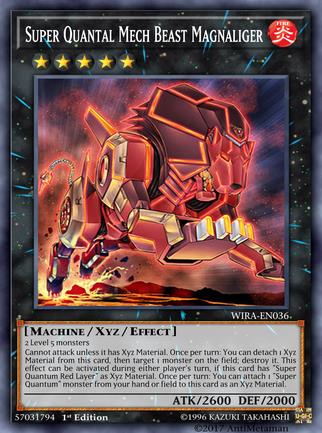 SUPER QUANTAL MECH BEAST MAGNALIGER
FIRE
炎
WIRA-EN036
[MACHINE / XYZ / EFFECT]
2 Level 5 monsters
Cannot attack unless it has Xyz Material. Once per turn: You can detach 1 Xyz
Material from this card, then target 1 monster on the field; destroy it. This
effect can be activated during either player's turn, if this card has "Super
Quantum Red Layer" as Xyz Material. Once per turn: You can attach 1 "Super
Quantum" monster from your hand or field to this card as an Xyz Material.
ATK/2600 DEF/2000
57031794 1st Edition ©1996 KAZUKI TAKAHASHI
©2017 AntiMetaman